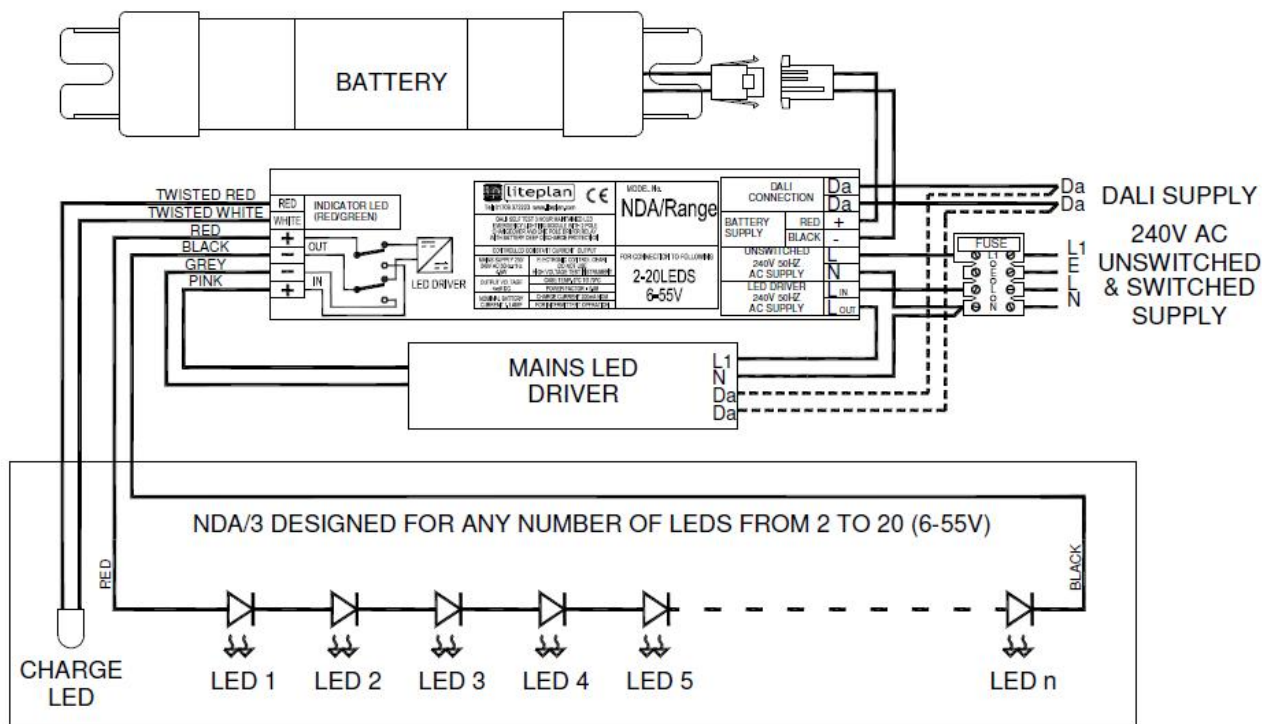 BATTERY
TWISTED RED
TWISTED WHITE
RED
BLACK
GREY
PINK
RED
WHITE
+
−
−
+
INDICATOR LED
(RED/GREEN)
OUT
IN
LED DRIVER
liteplan CE
MODEL No.
NDA/Range
FOR CONNECTION TO FOLLOWING
2-20LEDS
6-55V
DALI
CONNECTION
Da
Da
BATTERY
SUPPLY
RED +
BLACK -
UNSWITCHED
240V 50HZ
AC SUPPLY
L
N
LED DRIVER
240V 50HZ
AC SUPPLY
L IN
L OUT
Da
Da
DALI SUPPLY
FUSE
L1
E
L
N
L1
E
L
N
240V AC
UNSWITCHED
& SWITCHED
SUPPLY
MAINS LED
DRIVER
L1
N
Da
Da
NDA/3 DESIGNED FOR ANY NUMBER OF LEDS FROM 2 TO 20 (6-55V)
RED
BLACK
CHARGE
LED
LED 1
LED 2
LED 3
LED 4
LED 5
LED n